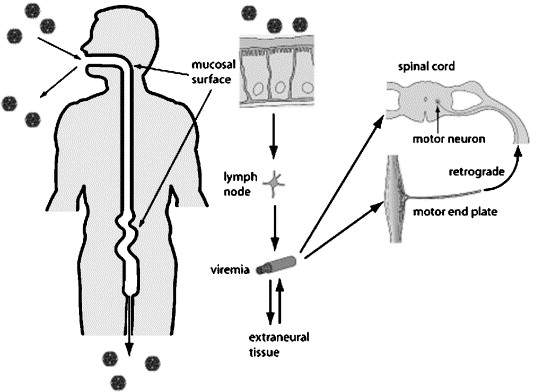 mucosal
surface
lymph
node
viremia
extraneural
tissue
spinal cord
motor neuron
retrograde
motor end plate